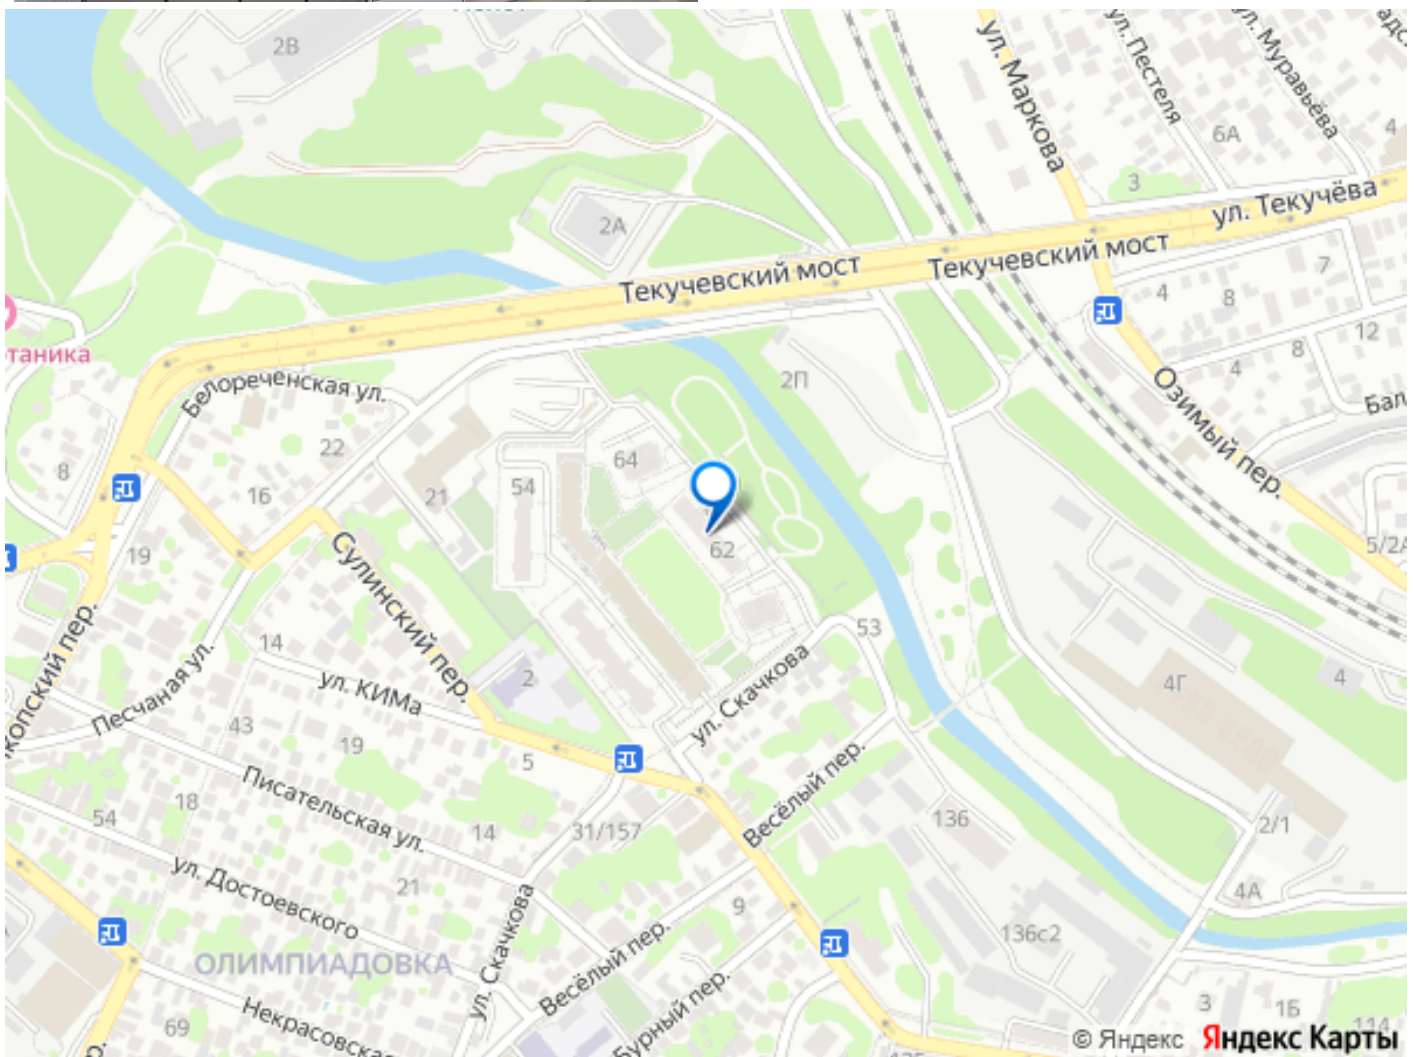 2В
ул. Маркова
ул. Пестеля
ул. Муравьёва
6А
4
3
ул. Текучёва
2А
Текучевский мост
Текучевский мост
7
4
8
12
8
4
таника
Белореченская ул.
2П
Озимый пер.
Бал
22
64
8
16
54
21
62
5/2А
19
Сулинский пер.
53
14
ул. КИМа
2
ул. Скачкова
4Г
4
Песчаная ул.
копский пер.
43
19
5
Весёлый пер.
Писательская ул.
18
54
14
31/157
136
2/1
ул. Достоевского
21
4А
9
ул. Скачкова
Весёлый пер.
136с2
ОЛИМПИАДОВКА
Бурный пер.
Некрасовская
69
3
1Б
114
© Яндекс Яндекс Карты